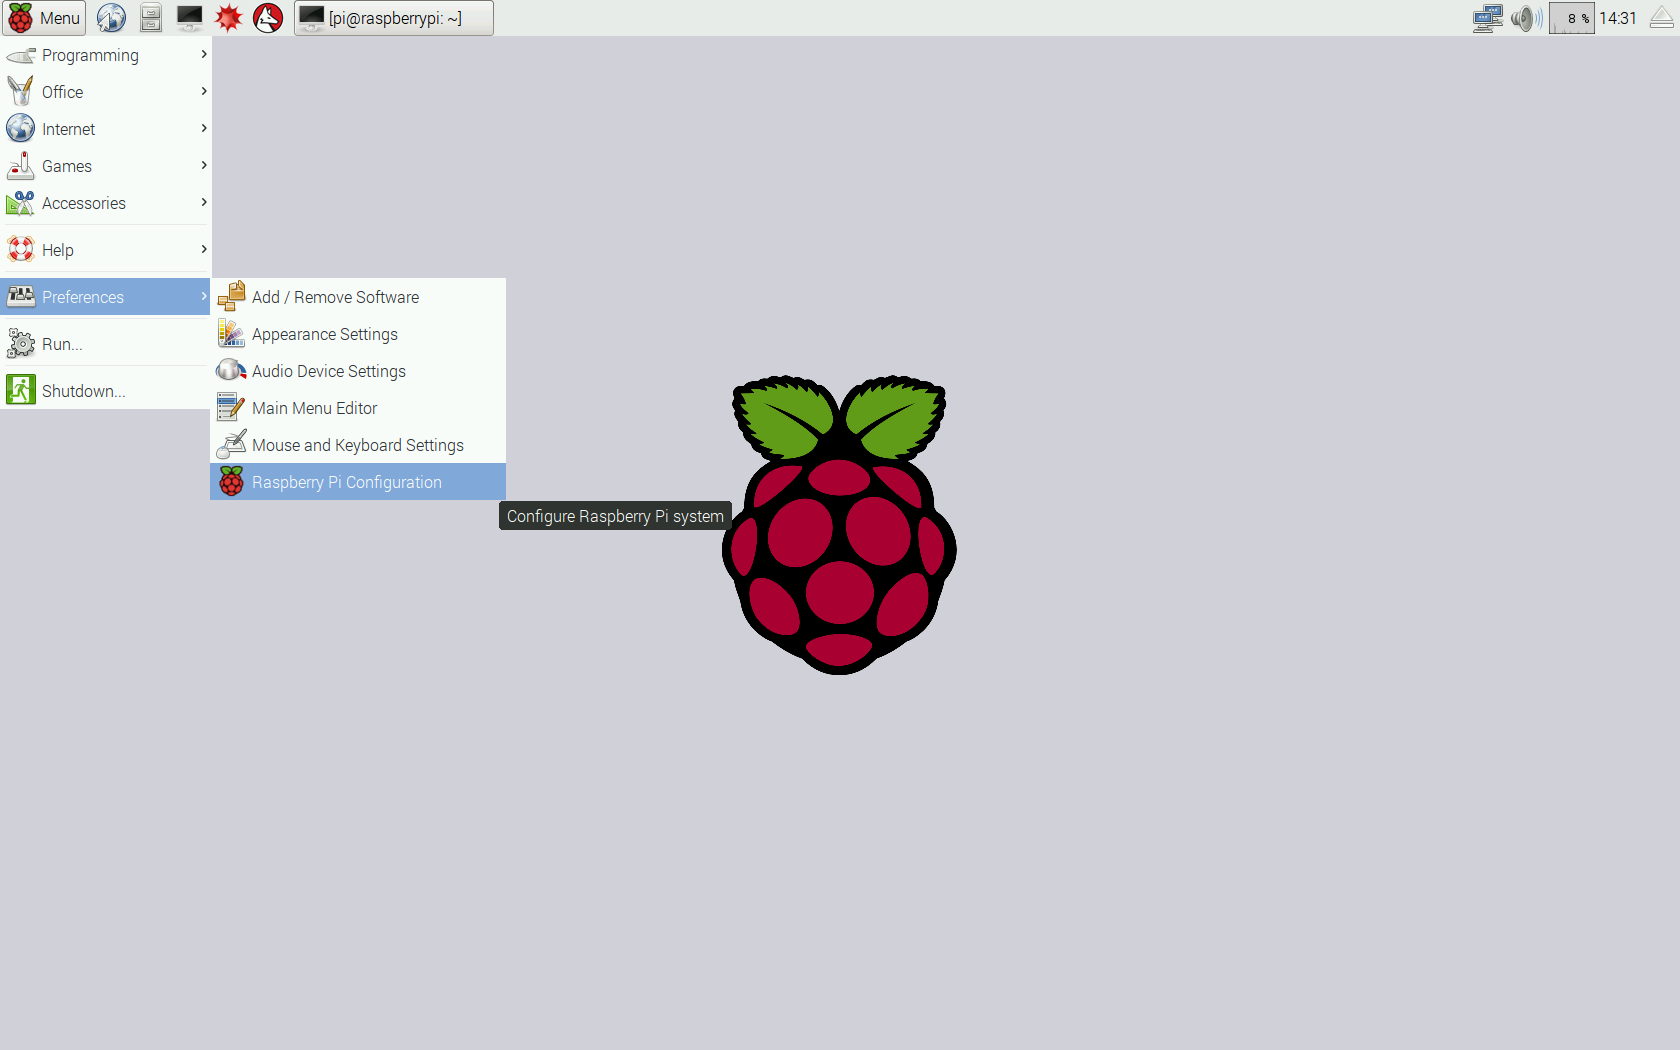 Menu [pi@raspberrypi: ~] 8 % 14:31
Programming
Office
Internet
Games
Accessories
Help
Preferences
Run...
Shutdown...
Add / Remove Software
Appearance Settings
Audio Device Settings
Main Menu Editor
Mouse and Keyboard Settings
Raspberry Pi Configuration
Configure Raspberry Pi system